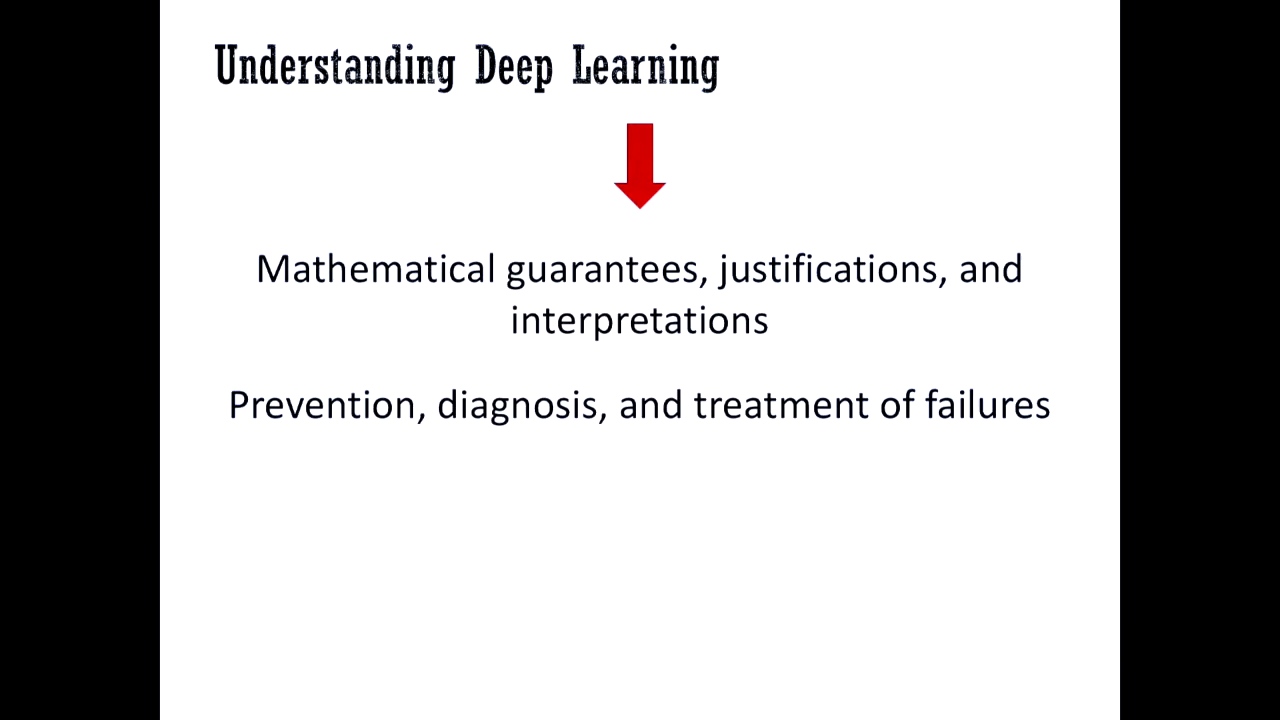 Understanding Deep Learning
Mathematical guarantees, justifications, and
interpretations
Prevention, diagnosis, and treatment of failures